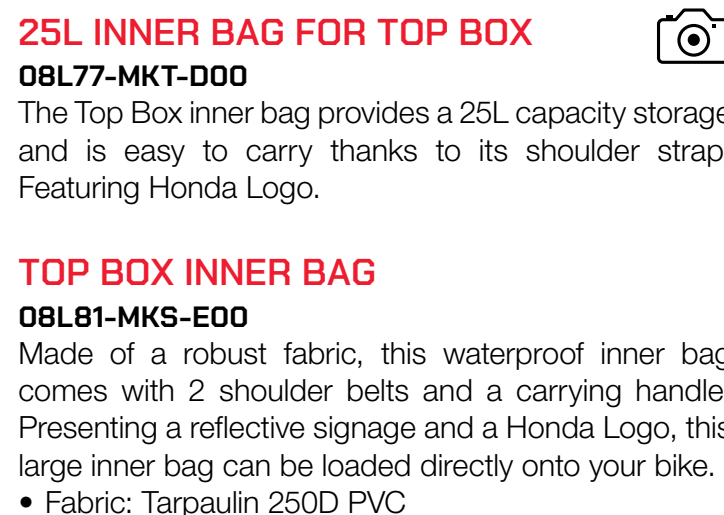 25L INNER BAG FOR TOP BOX
08L77-MKT-D00
The Top Box inner bag provides a 25L capacity storage
and is easy to carry thanks to its shoulder strap
Featuring Honda Logo.
TOP BOX INNER BAG
08L81-MKS-E00
Made of a robust fabric, this waterproof inner bag
comes with 2 shoulder belts and a carrying handle
Presenting a reflective signage and a Honda Logo, this
large inner bag can be loaded directly onto your bike.
• Fabric: Tarpaulin 250D PVC